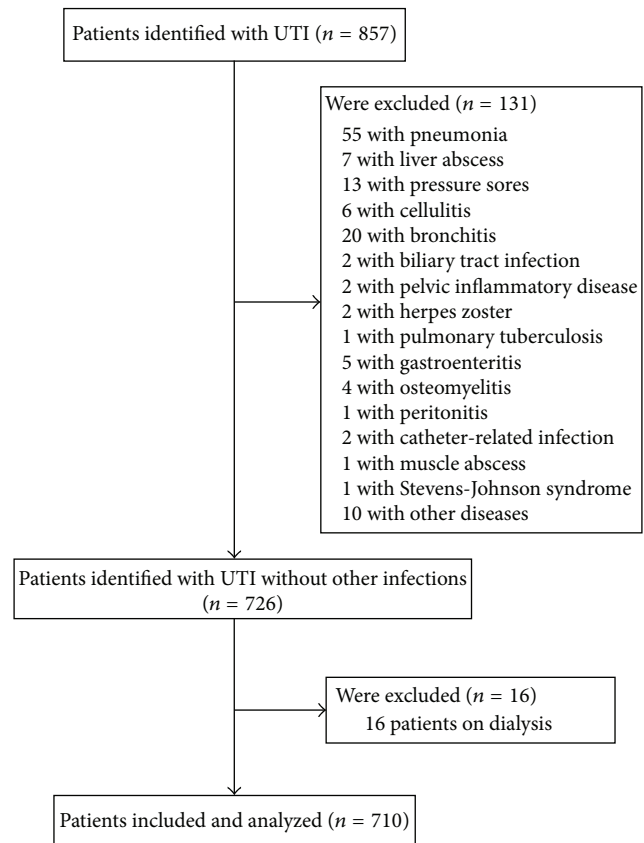 Patients identified with UTI (n = 857)
Were excluded (n = 131)
55 with pneumonia
7 with liver abscess
13 with pressure sores
6 with cellulitis
20 with bronchitis
2 with biliary tract infection
2 with pelvic inflammatory disease
2 with herpes zoster
1 with pulmonary tuberculosis
5 with gastroenteritis
4 with osteomyelitis
1 with peritonitis
2 with catheter-related infection
1 with muscle abscess
1 with Stevens-Johnson syndrome
10 with other diseases
Patients identified with UTI without other infections
(n = 726)
Were excluded (n = 16)
16 patients on dialysis
Patients included and analyzed (n = 710)